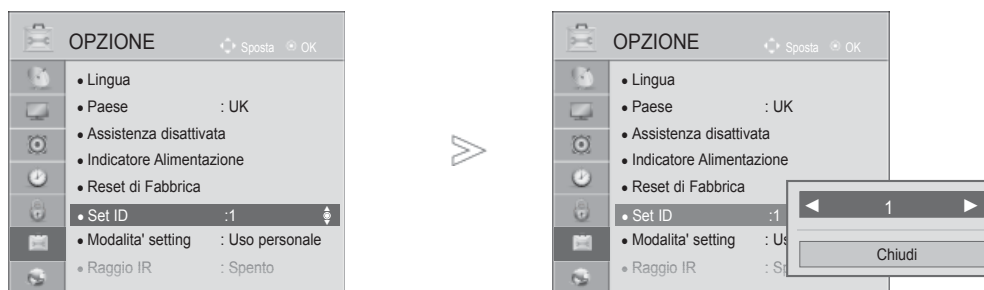 OPZIONE Sposta OK
• Lingua
• Paese : UK
• Assistenza disattivata
• Indicatore Alimentazione
• Reset di Fabbrica
• Set ID :1
• Modalita' setting : Uso personale
• Raggio IR : Spento
OPZIONE Sposta OK
• Lingua
• Paese : UK
• Assistenza disattivata
• Indicatore Alimentazione
• Reset di Fabbrica
• Set ID :1
• Modalita' setting : Us
• Raggio IR : Sp
◄ 1 ►
Chiudi